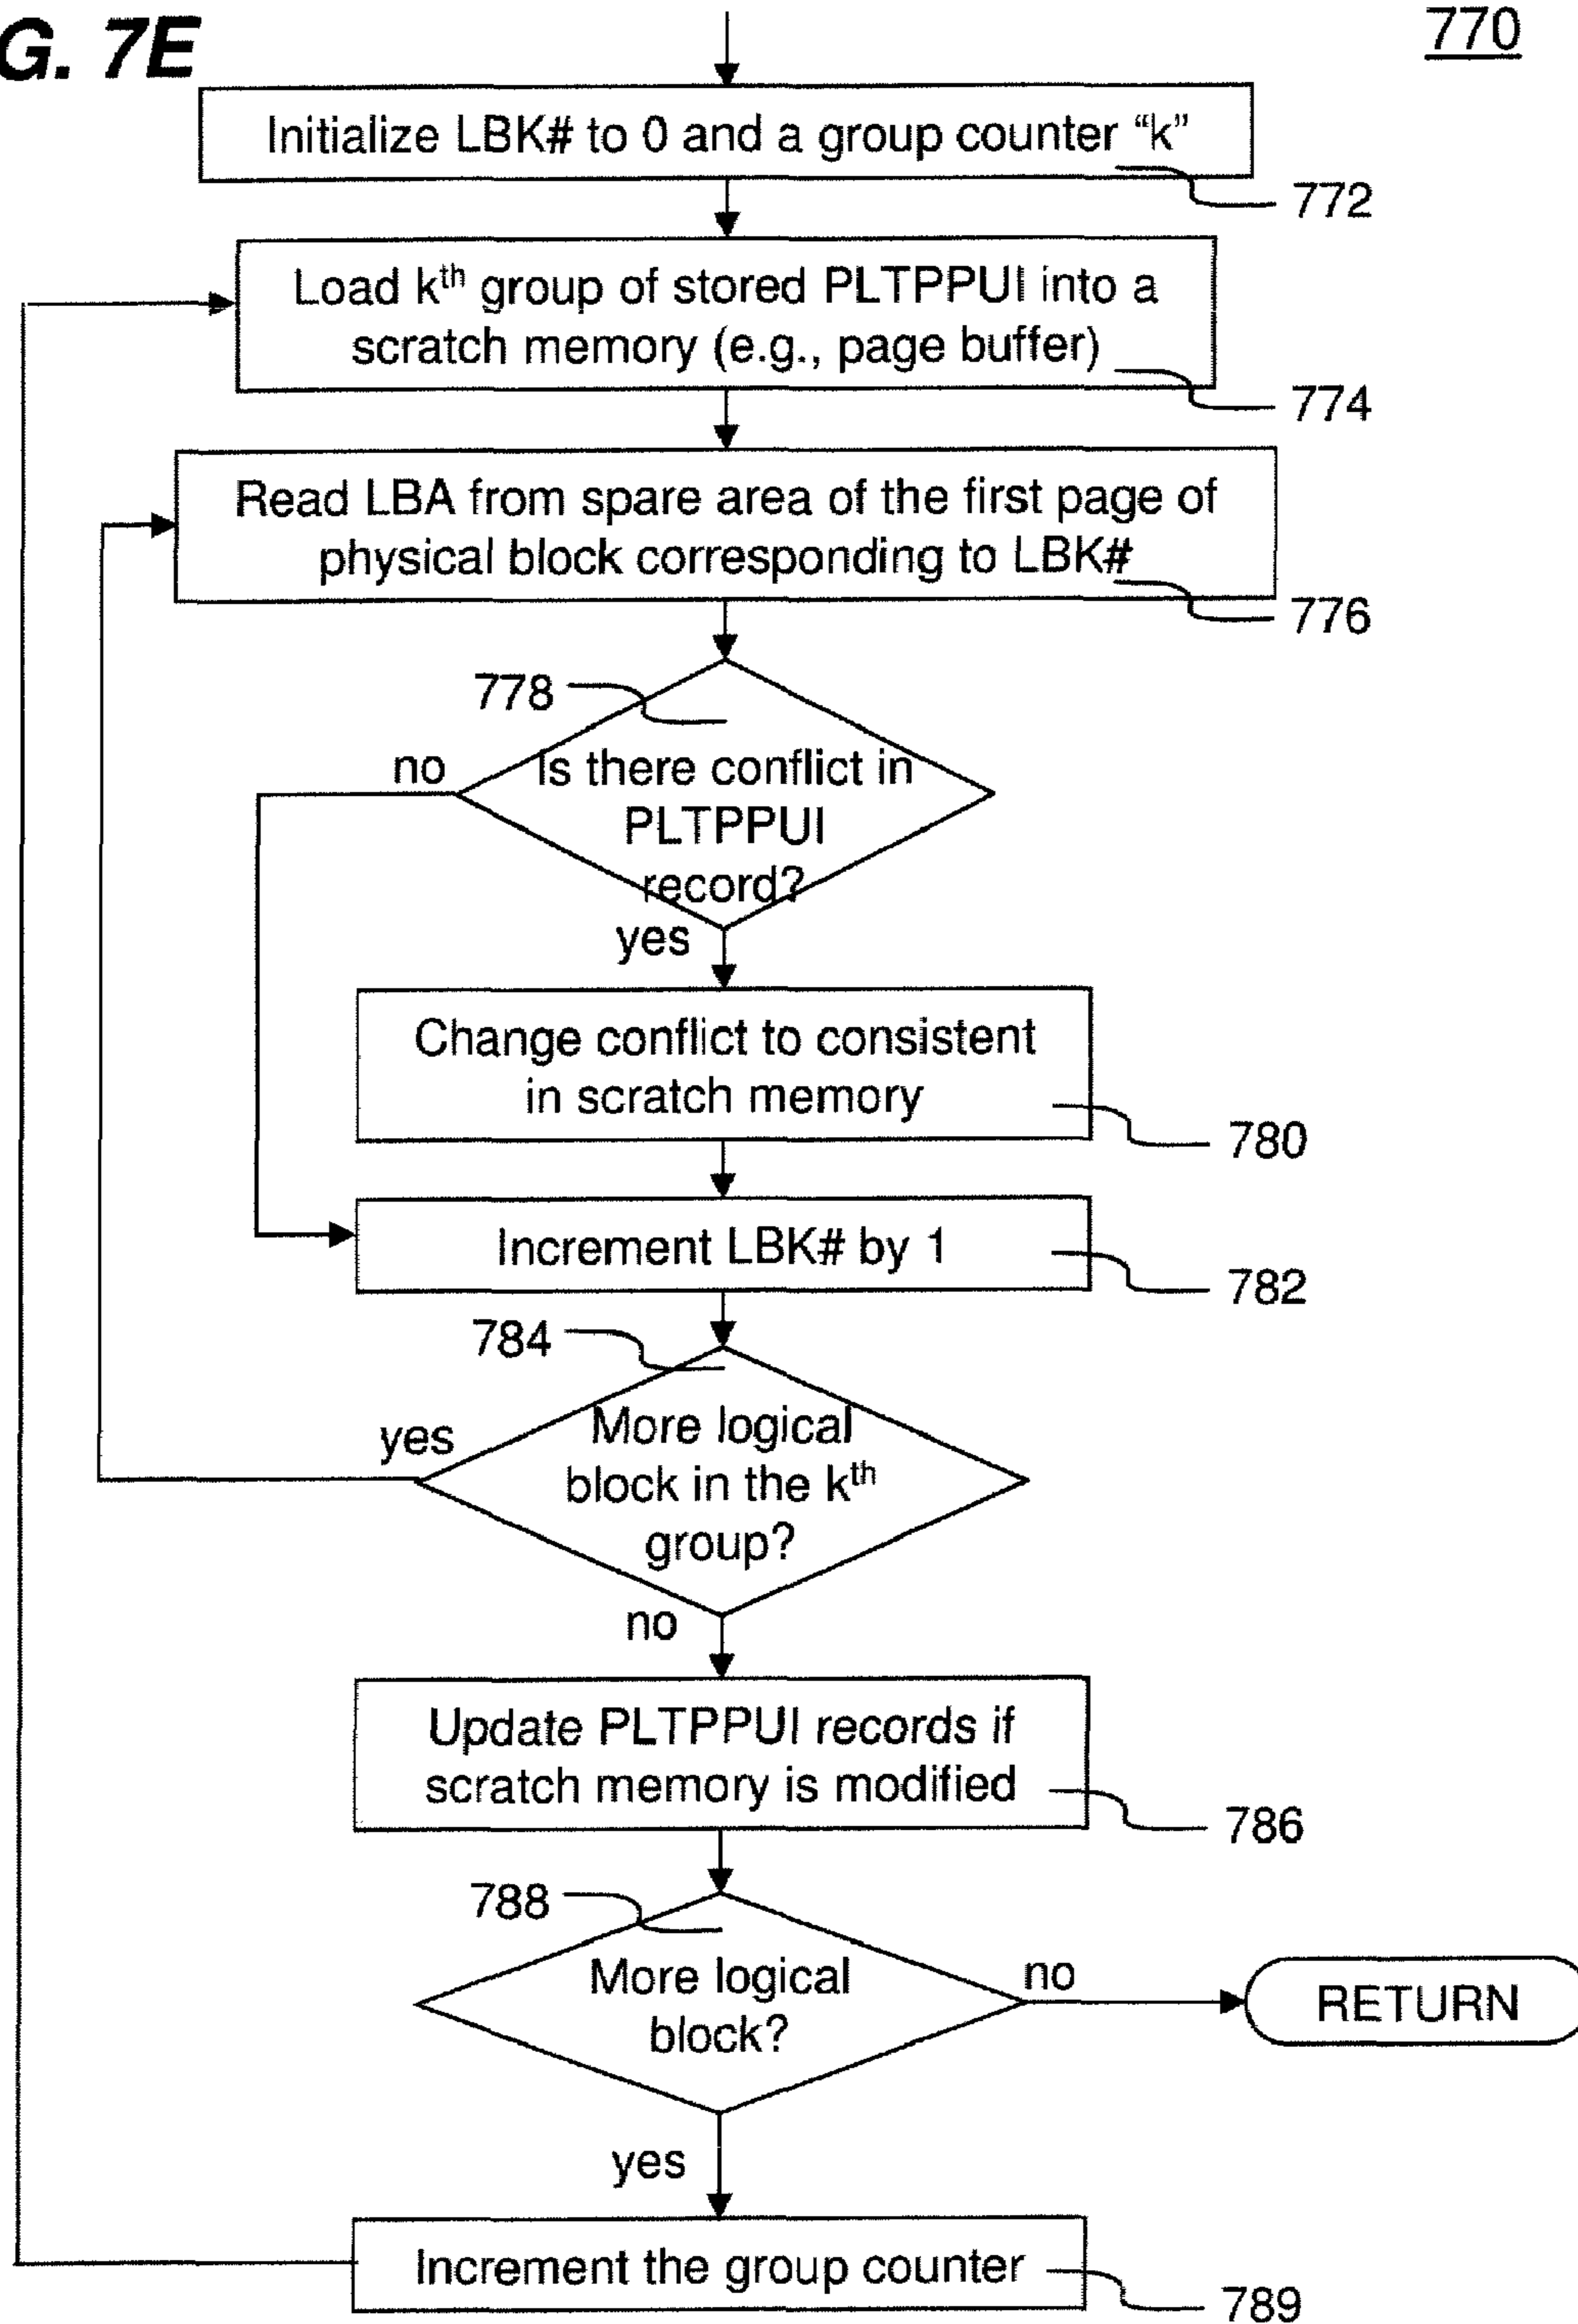 G. 7E
770
Initialize LBK# to 0 and a group counter “k”
772
Load kth group of stored PLTPPUI into a
scratch memory (e.g., page buffer)
774
Read LBA from spare area of the first page of
physical block corresponding to LBK#
776
778
no
Is there conflict in
PLTPPUI
record?
yes
Change conflict to consistent
in scratch memory
780
Increment LBK# by 1
782
784
yes
More logical
block in the kth
group?
no
Update PLTPPUI records if
scratch memory is modified
786
788
More logical
block?
no
RETURN
yes
Increment the group counter
789